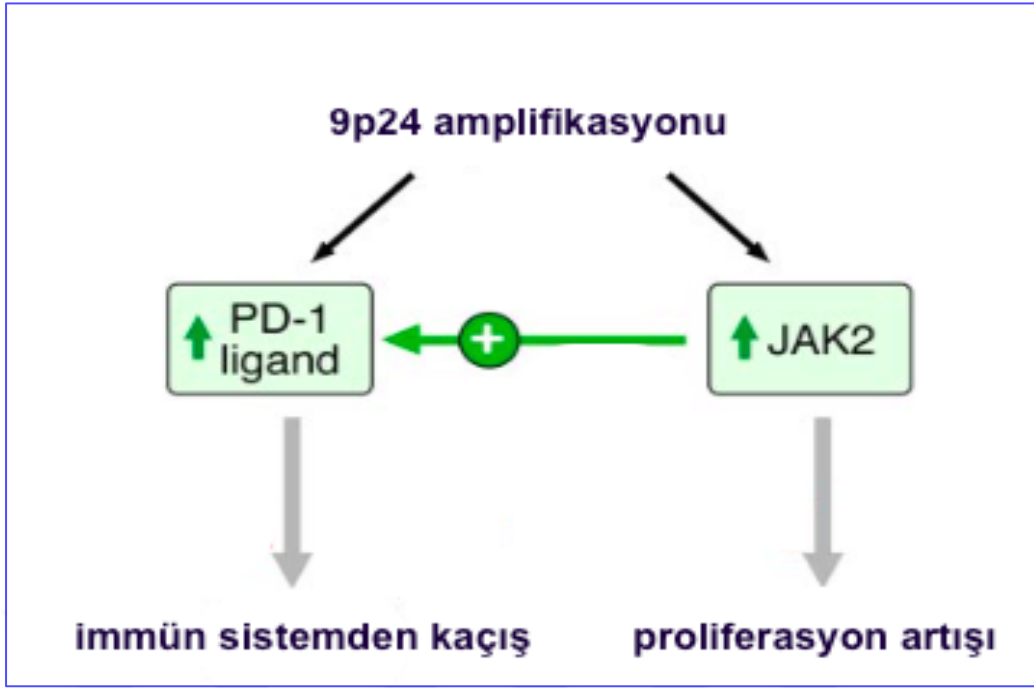 9p24 amplifikasyonu
PD-1
ligand
+
JAK2
immün sistemden kaçış
proliferasyon artışı